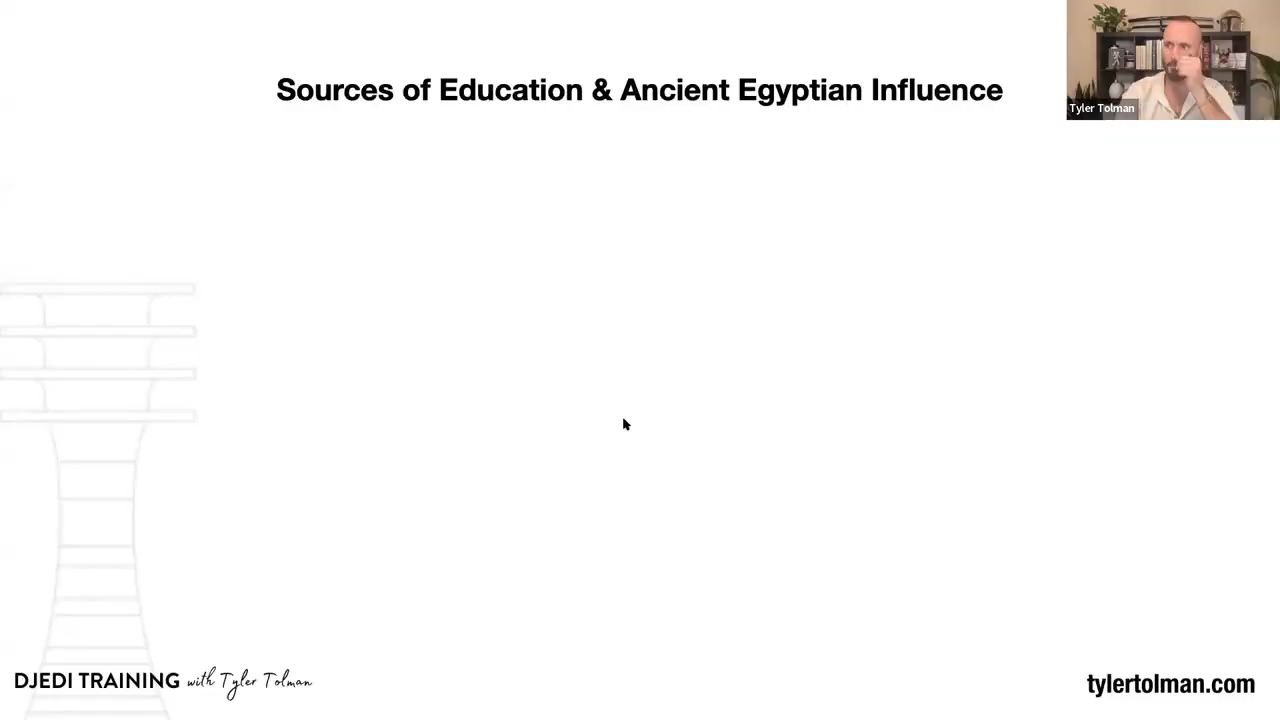 Sources of Education & Ancient Egyptian Influence
Tyler Tolman
DJEDI TRAINING with Tyler Tolman
tylertolman.com